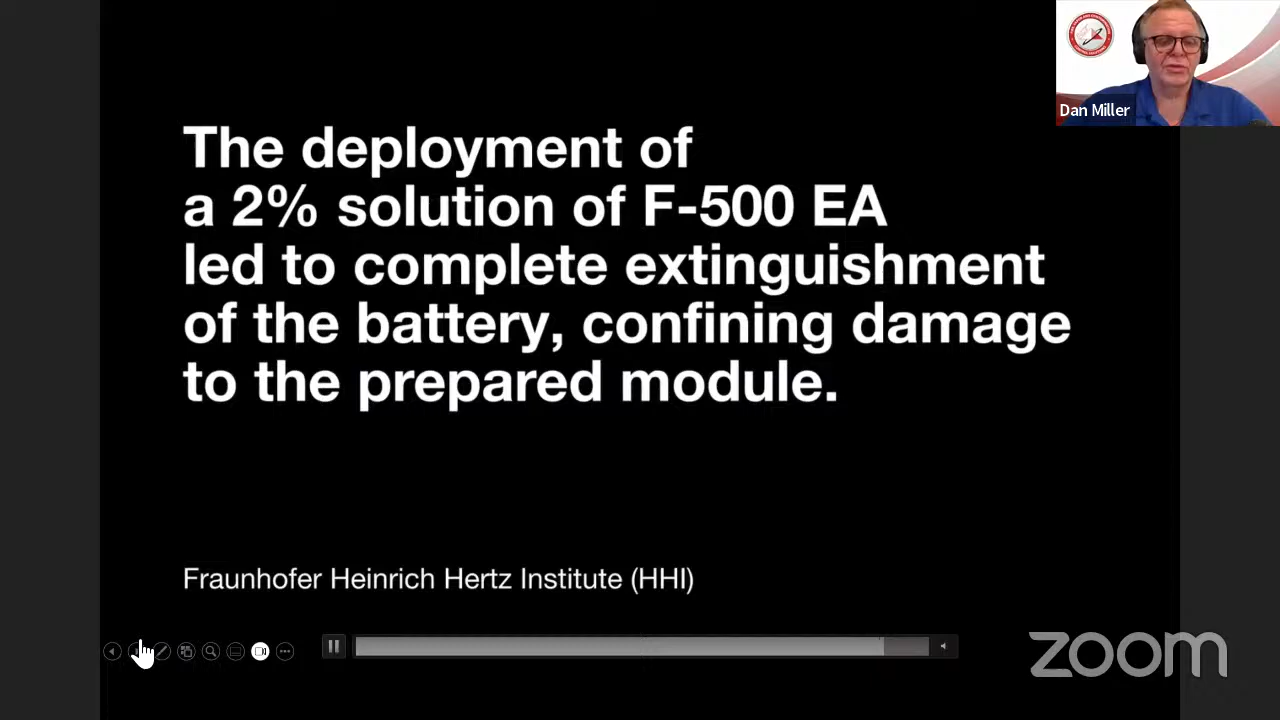 The deployment of
a 2% solution of F-500 EA
led to complete extinguishment
of the battery, confining damage
to the prepared module.
Fraunhofer Heinrich Hertz Institute (HHI)
Dan Miller
zoom